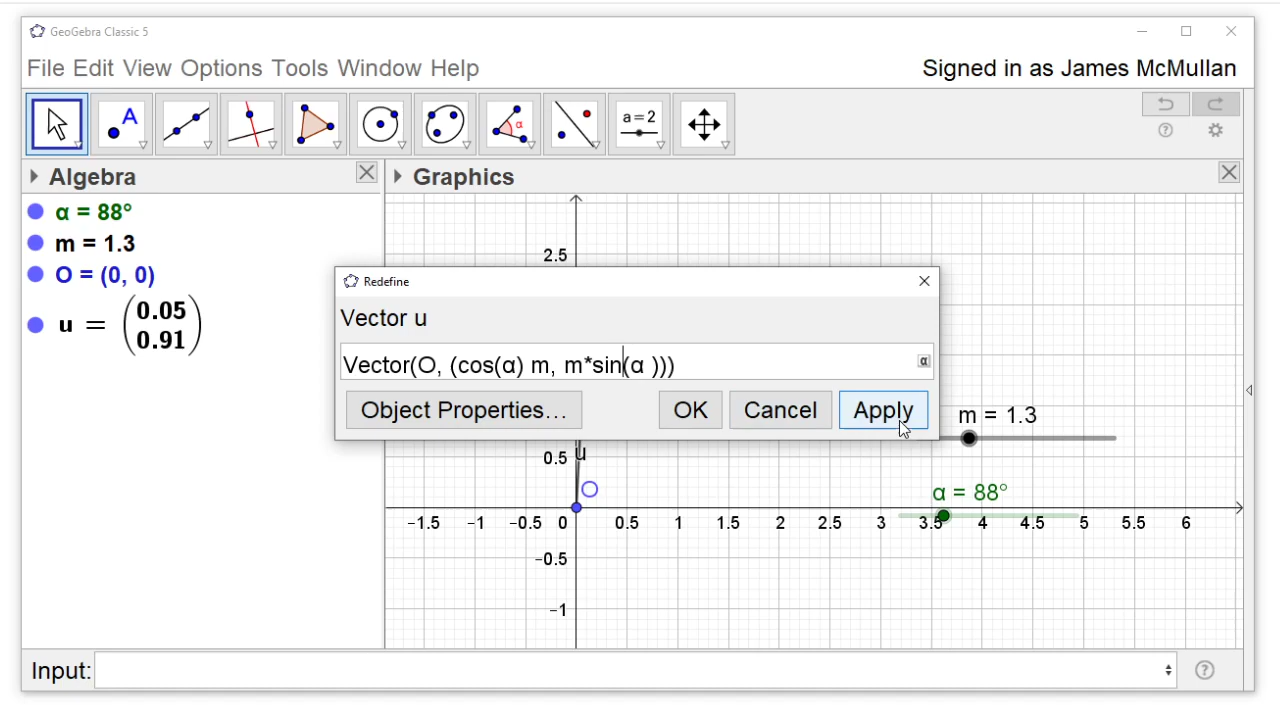 GeoGebra Classic 5
File Edit View Options Tools Window Help
Signed in as James McMullan
A
α
a=2
Algebra
Graphics
α = 88°
m = 1.3
O = (0, 0)
u = (0.05
0.91)
2.5
Redefine
Vector u
Vector(O, (cos(α) m, m*sin(α )))
α
Object Properties…
OK
Cancel
Apply
m = 1.3
0.5
u
O
α = 88°
−1.5 −1 −0.5 0 0.5 1 1.5 2 2.5 3 3.5 4 4.5 5 5.5 6
−0.5
−1
Input: